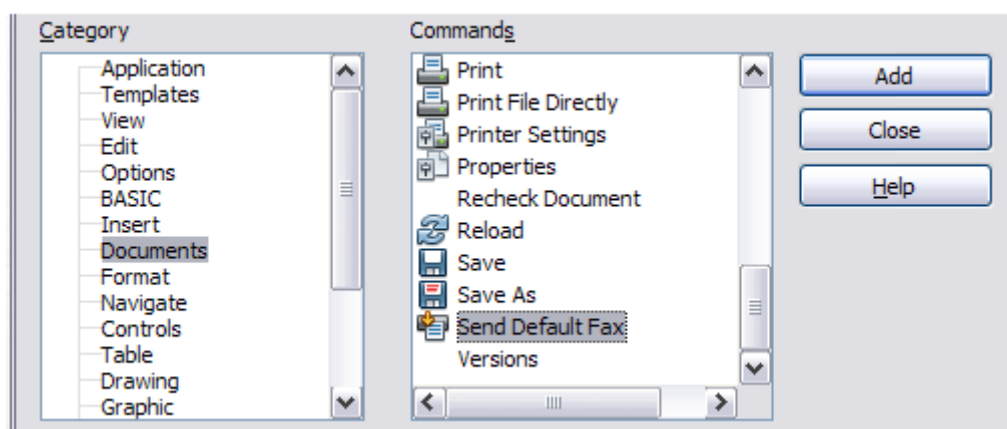 Category
Application
Templates
View
Edit
Options
BASIC
Insert
Documents
Format
Navigate
Controls
Table
Drawing
Graphic
Commands
Print
Print File Directly
Printer Settings
Properties
Recheck Document
Reload
Save
Save As
Send Default Fax
Versions
Add
Close
Help